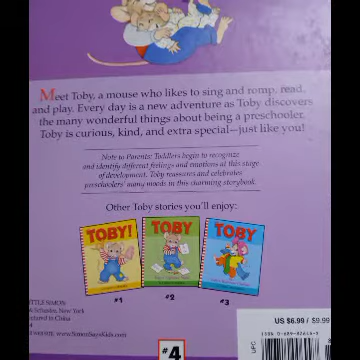 Meet Toby, a mouse who likes to sing and romp, read,
and play. Every day is a new adventure as Toby discovers
the many wonderful things about being a preschooler.
Toby is curious, kind, and extra special—just like you!
Note to Parents: Toddlers begin to recognize
and identify different feelings and emotions at this stage
of development. Toby reassures and celebrates
preschoolers' many moods in this charming storybook.
Other Toby stories you'll enjoy:
TOBY! TOBY TOBY
#1 #2 #3
ITTLE SIMON
& Schuster, New York
in China
www.SimonSaysKids.com
#4
US $6.99 / $9.99
UPC